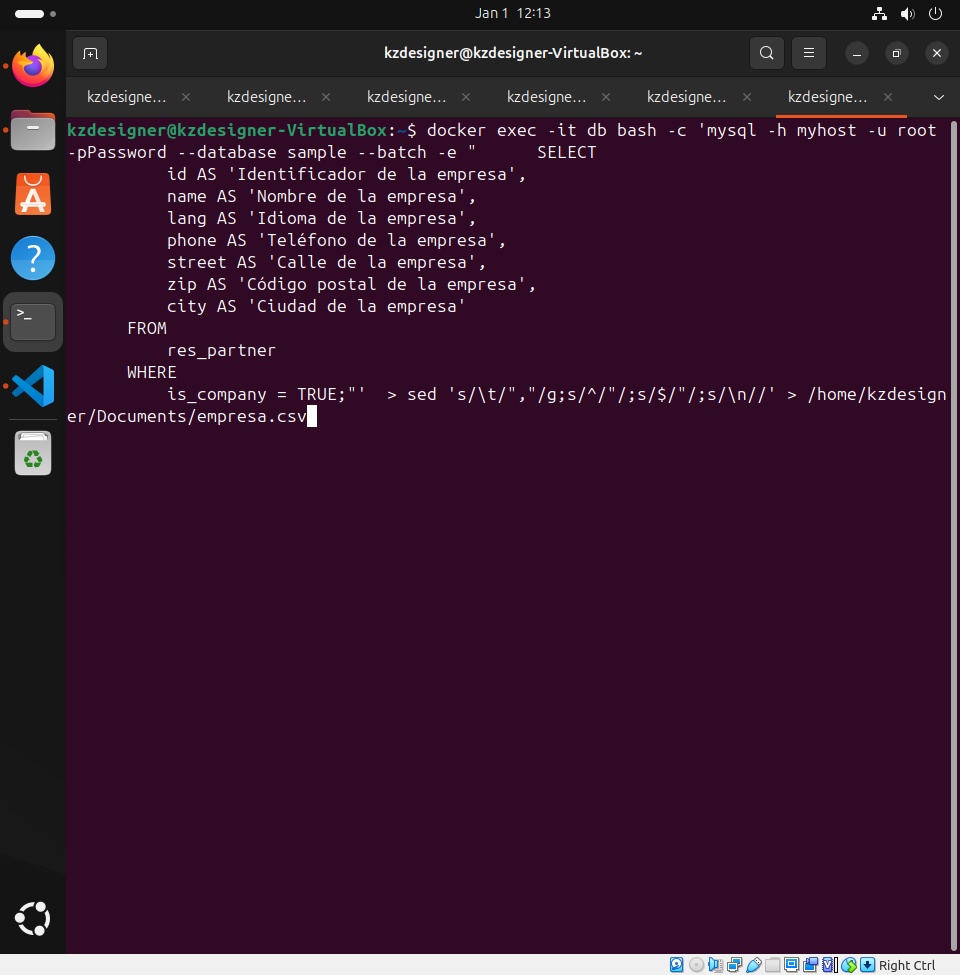 Jan 1 12:13
kzdesigner@kzdesigner-VirtualBox: ~
kzdesigne...
kzdesigne...
kzdesigne...
kzdesigne...
kzdesigne...
kzdesigne...
kzdesigner@kzdesigner-VirtualBox:~$ docker exec -it db bash -c 'mysql -h myhost -u root
-pPassword --database sample --batch -e "      SELECT
id AS 'Identificador de la empresa',
name AS 'Nombre de la empresa',
lang AS 'Idioma de la empresa',
phone AS 'Teléfono de la empresa',
street AS 'Calle de la empresa',
zip AS 'Código postal de la empresa',
city AS 'Ciudad de la empresa'
FROM
res_partner
WHERE
is_company = TRUE;"'  > sed 's/\t/","/g;s/^/"/;s/$/"/;s/\n//' > /home/kzdesign
er/Documents/empresa.csv
Right Ctrl